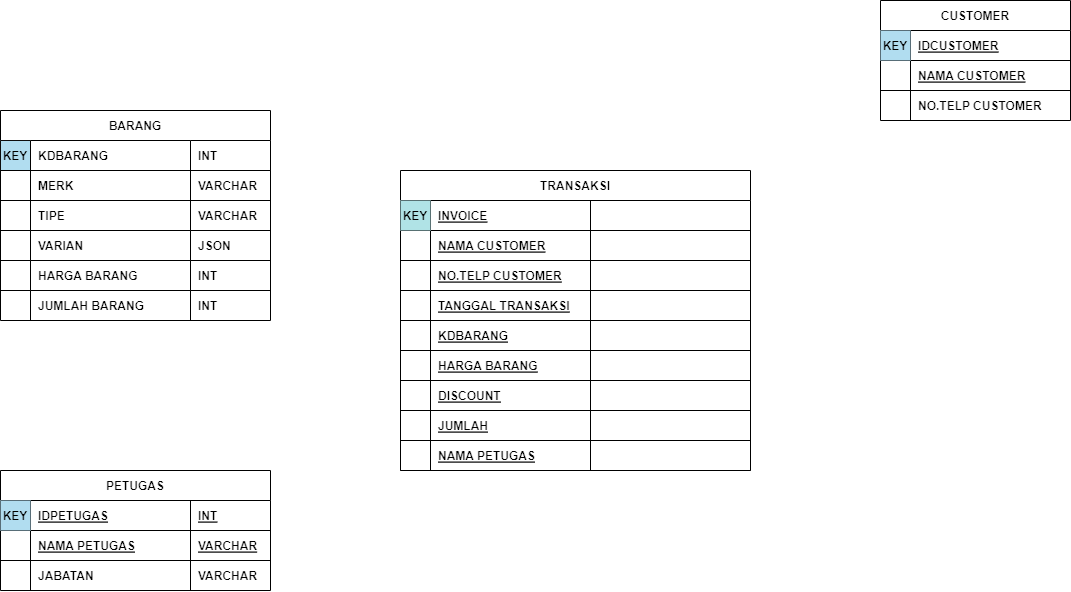 CUSTOMER
KEY IDCUSTOMER
NAMA CUSTOMER
NO.TELP CUSTOMER
BARANG
KEY KDBARANG INT
MERK VARCHAR
TIPE VARCHAR
VARIAN JSON
HARGA BARANG INT
JUMLAH BARANG INT
TRANSAKSI
KEY INVOICE
NAMA CUSTOMER
NO.TELP CUSTOMER
TANGGAL TRANSAKSI
KDBARANG
HARGA BARANG
DISCOUNT
JUMLAH
NAMA PETUGAS
PETUGAS
KEY IDPETUGAS INT
NAMA PETUGAS VARCHAR
JABATAN VARCHAR